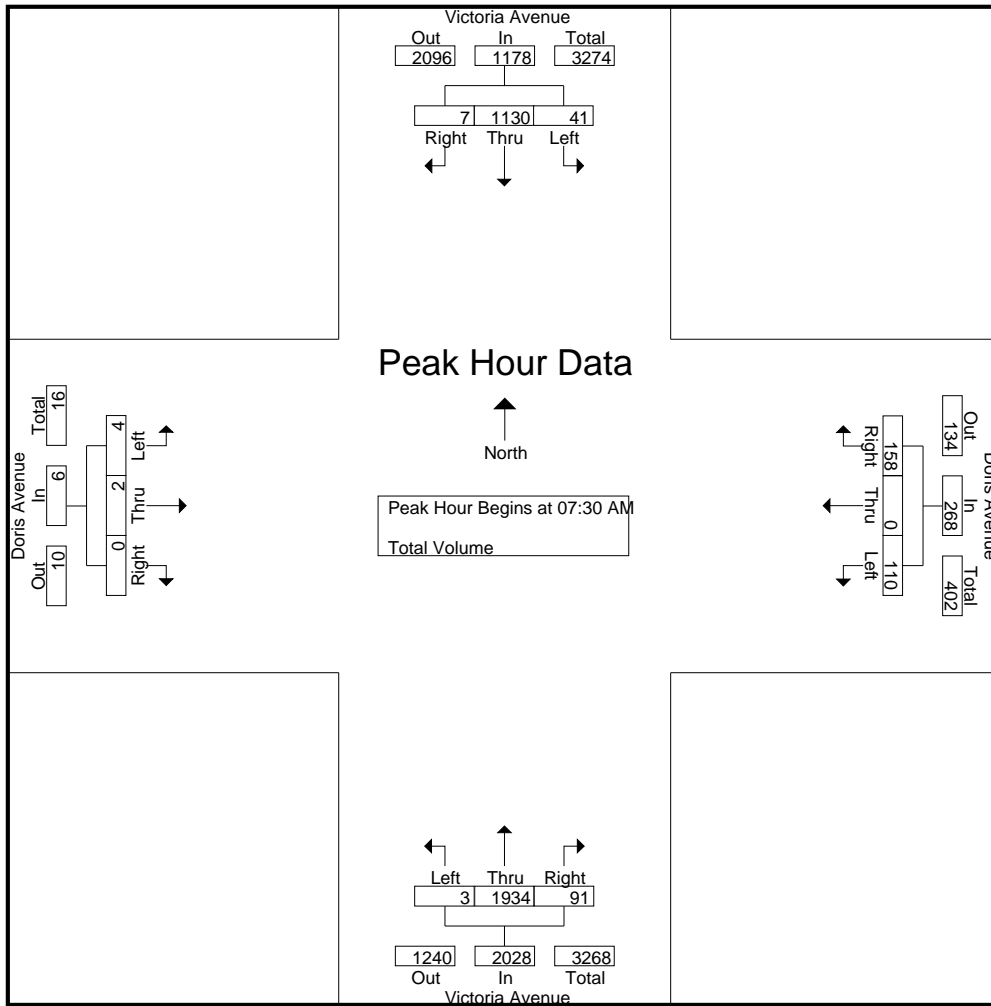 Victoria Avenue
Out In Total
2096 1178 3274
7 1130 41
Right Thru Left
Peak Hour Data
North
Peak Hour Begins at 07:30 AM
Total Volume
Doris Avenue
Out In Total
10 6 16
4 2 0
Left Thru Right
Doris Avenue
Out In Total
134 268 402
158 0 110
Right Thru Left
Left Thru Right
3 1934 91
1240 2028 3268
Out In Total
Victoria Avenue